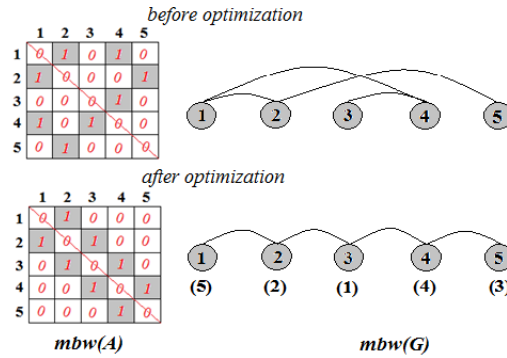 before optimization
1 2 3 4 5
1 0 1 0 1 0
2 1 0 0 0 1
3 0 0 0 1 0
4 1 0 1 0 0
5 0 1 0 0 0
1 2 3 4 5
after optimization
1 2 3 4 5
1 0 1 0 0 0
2 1 0 1 0 0
3 0 1 0 1 0
4 0 0 1 0 1
5 0 0 0 1 0
1 2 3 4 5
(5) (2) (1) (4) (3)
mbw(A) mbw(G)